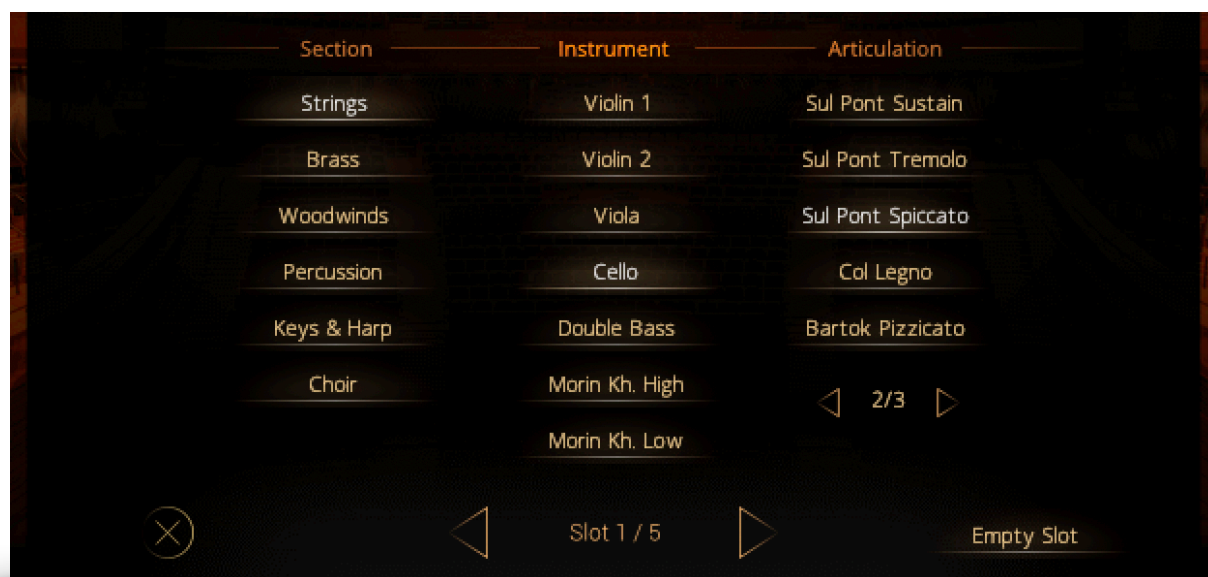 Section Instrument Articulation
Strings Violin 1 Sul Pont Sustain
Brass Violin 2 Sul Pont Tremolo
Woodwinds Viola Sul Pont Spiccato
Percussion Cello Col Legno
Keys & Harp Double Bass Bartok Pizzicato
Choir Morin Kh. High 2/3
Morin Kh. Low
Slot 1 / 5 Empty Slot